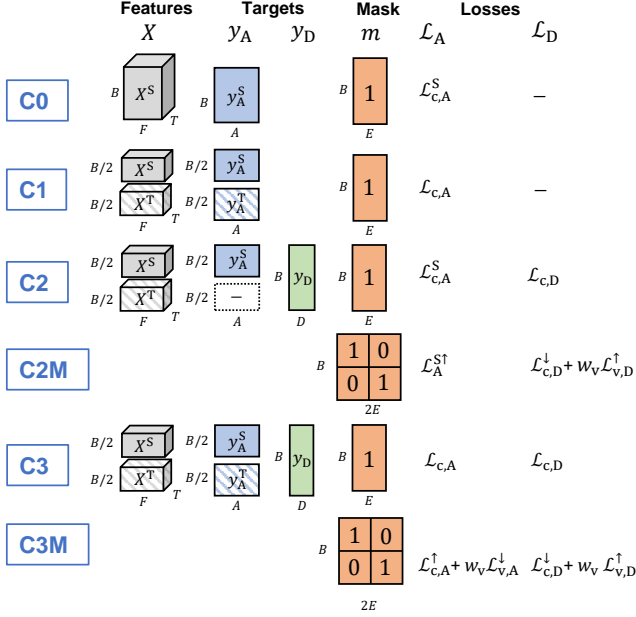 Features Targets Mask Losses
X y_A y_D m ℒ_A ℒ_D
C0 B X^S F T B y_A^S A B 1 E ℒ_{c,A}^S –
C1 B/2 X^S B/2 X^T F T B/2 y_A^S B/2 y_A^T A B 1 E ℒ_{c,A} –
C2 B/2 X^S B/2 X^T F T B/2 y_A^S B/2 – A B y_D D B 1 E ℒ_{c,A}^S ℒ_{c,D}
C2M B 1 0 0 1 2E ℒ_A^{S↑} ℒ_{c,D}^↓ + w_v ℒ_{v,D}^↑
C3 B/2 X^S B/2 X^T F T B/2 y_A^S B/2 y_A^T A B y_D D B 1 E ℒ_{c,A} ℒ_{c,D}
C3M B 1 0 0 1 2E ℒ_{c,A}^↑ + w_v ℒ_{v,A}^↓ ℒ_{c,D}^↓ + w_v ℒ_{v,D}^↑